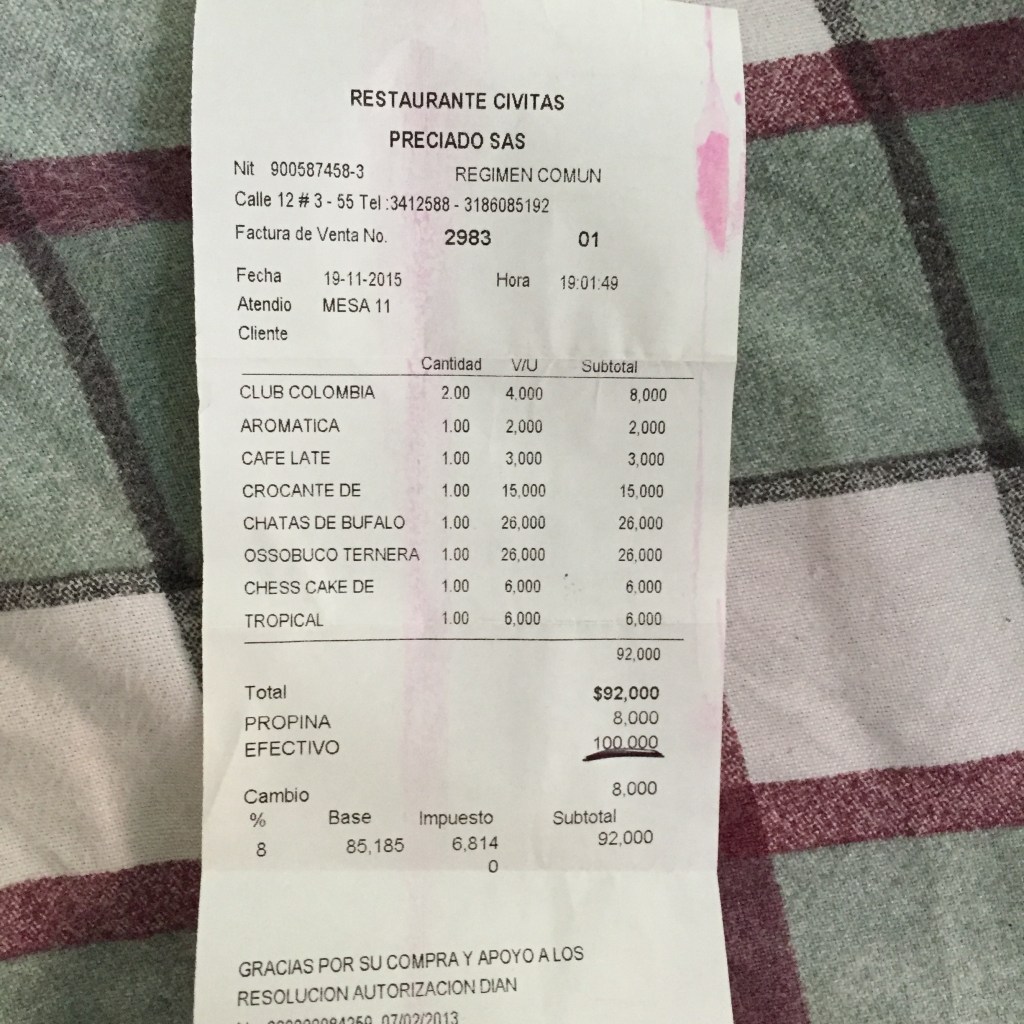 RESTAURANTE CIVITAS
PRECIADO SAS
Nit 900587458-3 REGIMEN COMUN
Calle 12 # 3 - 55 Tel :3412588 - 3186085192
Factura de Venta No. 2983 01
Fecha 19-11-2015 Hora 19:01:49
Atendio MESA 11
Cliente
Cantidad V/U Subtotal
CLUB COLOMBIA 2.00 4,000 8,000
AROMATICA 1.00 2,000 2,000
CAFE LATE 1.00 3,000 3,000
CROCANTE DE 1.00 15,000 15,000
CHATAS DE BUFALO 1.00 26,000 26,000
OSSOBUCO TERNERA 1.00 26,000 26,000
CHESS CAKE DE 1.00 6,000 6,000
TROPICAL 1.00 6,000 6,000
92,000
Total $92,000
PROPINA 8,000
EFECTIVO 100,000
Cambio 8,000
% Base Impuesto Subtotal
8 85,185 6,814 92,000
0
GRACIAS POR SU COMPRA Y APOYO A LOS
RESOLUCION AUTORIZACION DIAN
07/02/2013